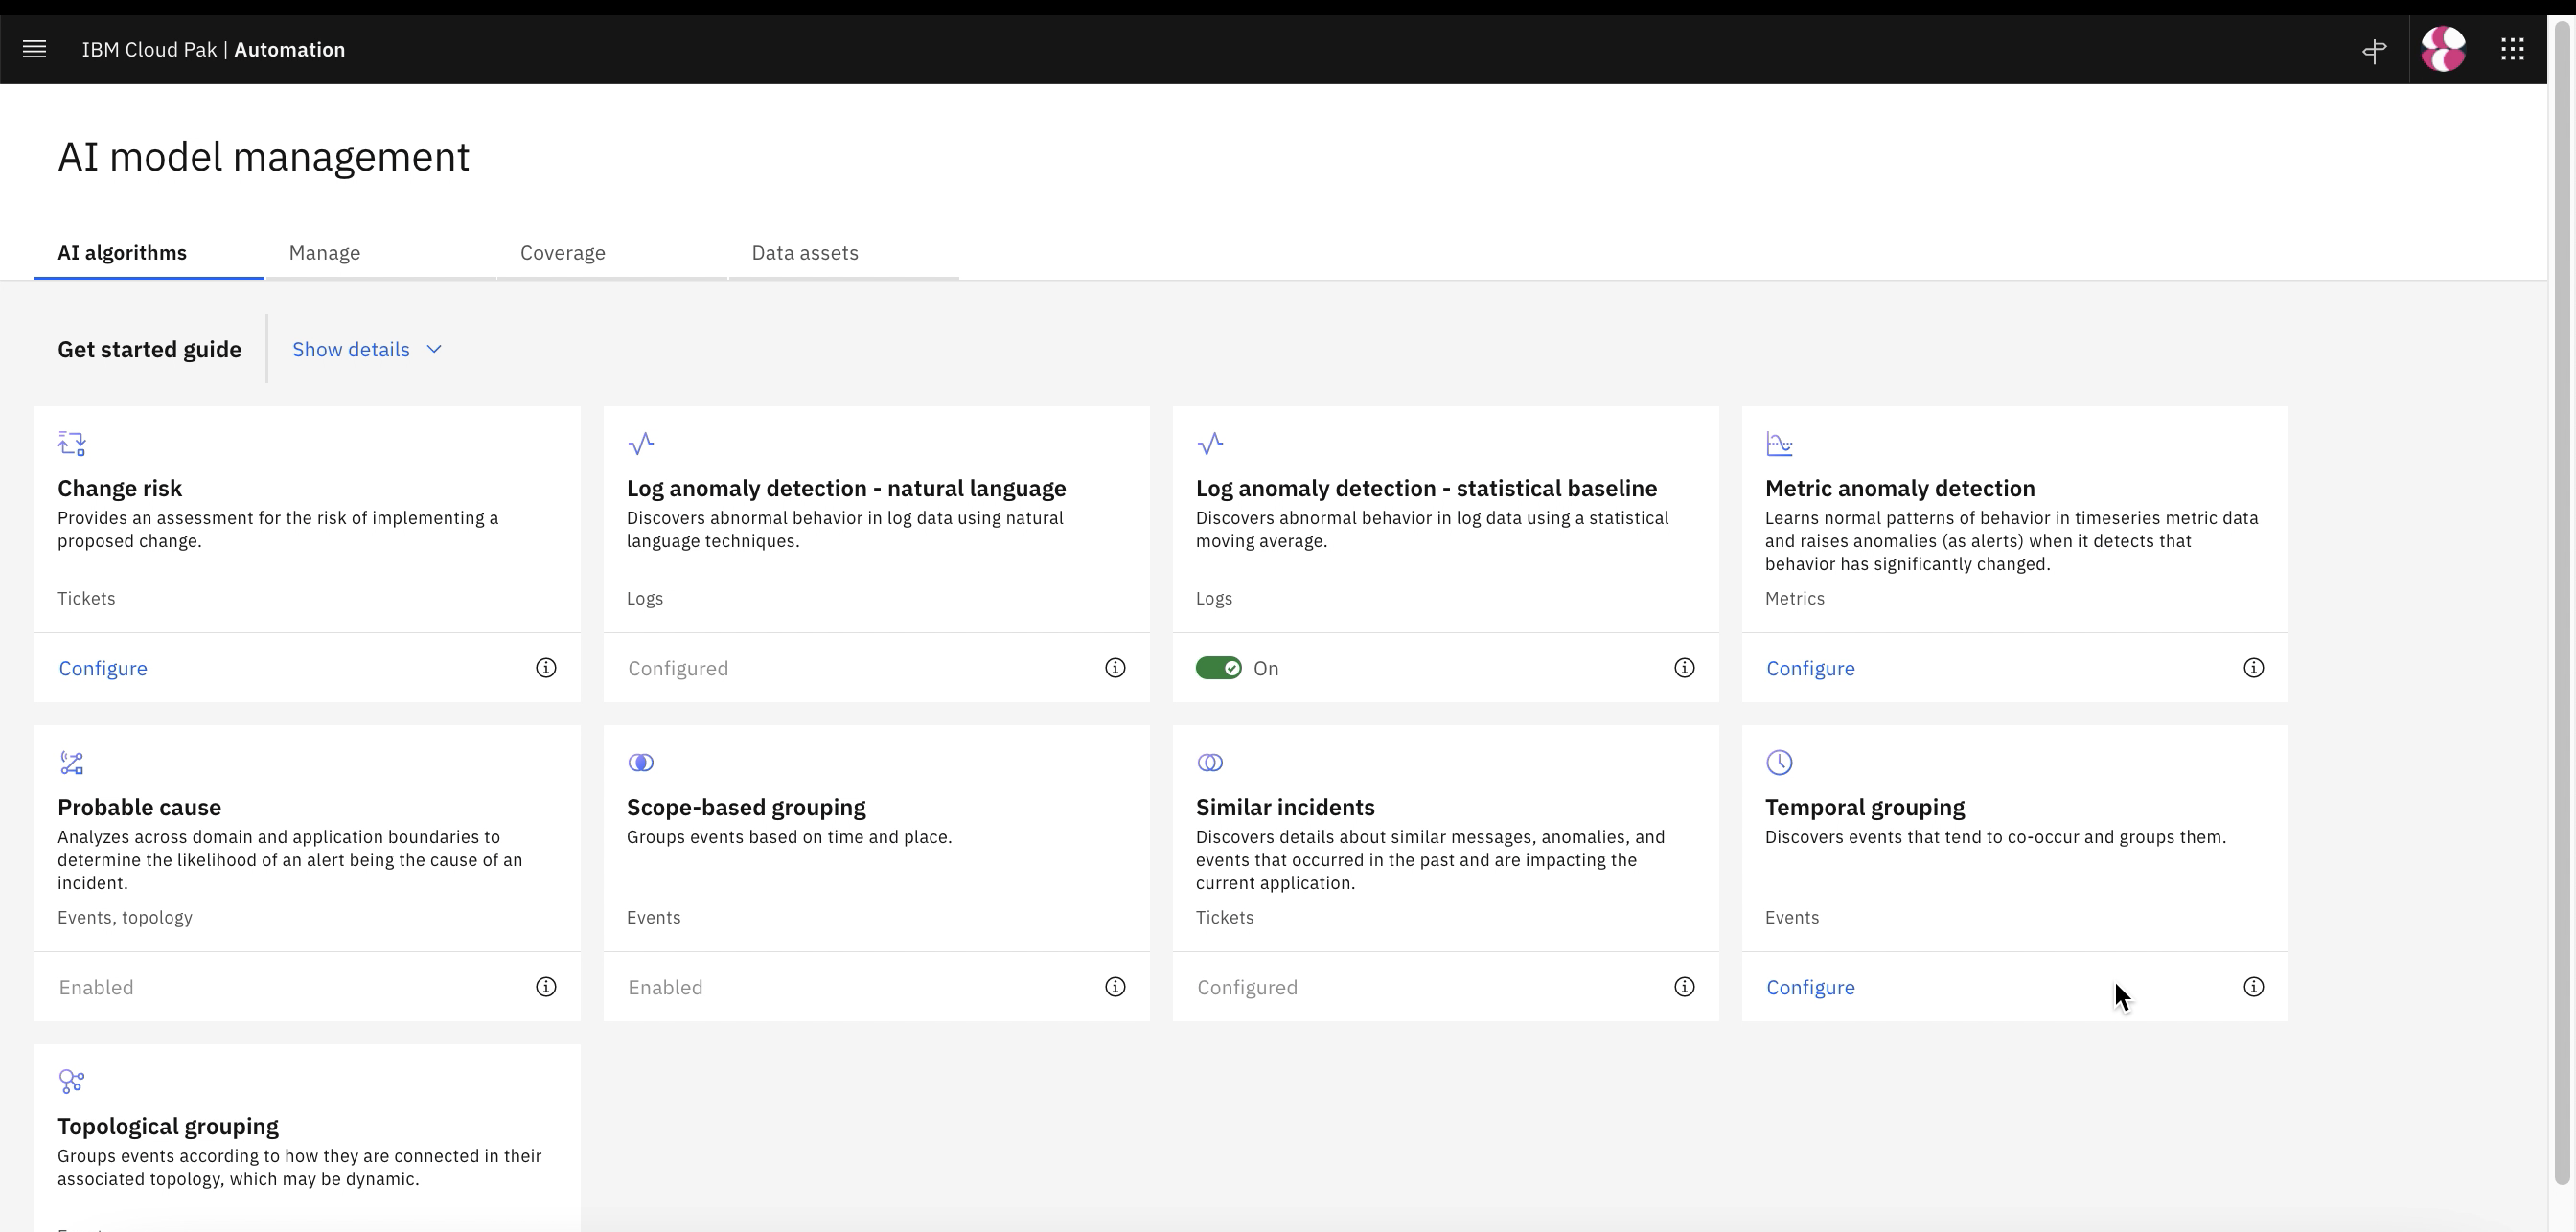 IBM Cloud Pak | Automation
AI model management
AI algorithms
Manage
Coverage
Data assets
Get started guide
Show details
Change risk
Provides an assessment for the risk of implementing a
proposed change.
Tickets
Configure
Log anomaly detection - natural language
Discovers abnormal behavior in log data using natural
language techniques.
Logs
Configured
Log anomaly detection - statistical baseline
Discovers abnormal behavior in log data using a statistical
moving average.
Logs
On
Metric anomaly detection
Learns normal patterns of behavior in timeseries metric data
and raises anomalies (as alerts) when it detects that
behavior has significantly changed.
Metrics
Configure
Probable cause
Analyzes across domain and application boundaries to
determine the likelihood of an alert being the cause of an
incident.
Events, topology
Enabled
Scope-based grouping
Groups events based on time and place.
Events
Enabled
Similar incidents
Discovers details about similar messages, anomalies, and
events that occurred in the past and are impacting the
current application.
Tickets
Configured
Temporal grouping
Discovers events that tend to co-occur and groups them.
Events
Configure
Topological grouping
Groups events according to how they are connected in their
associated topology, which may be dynamic.